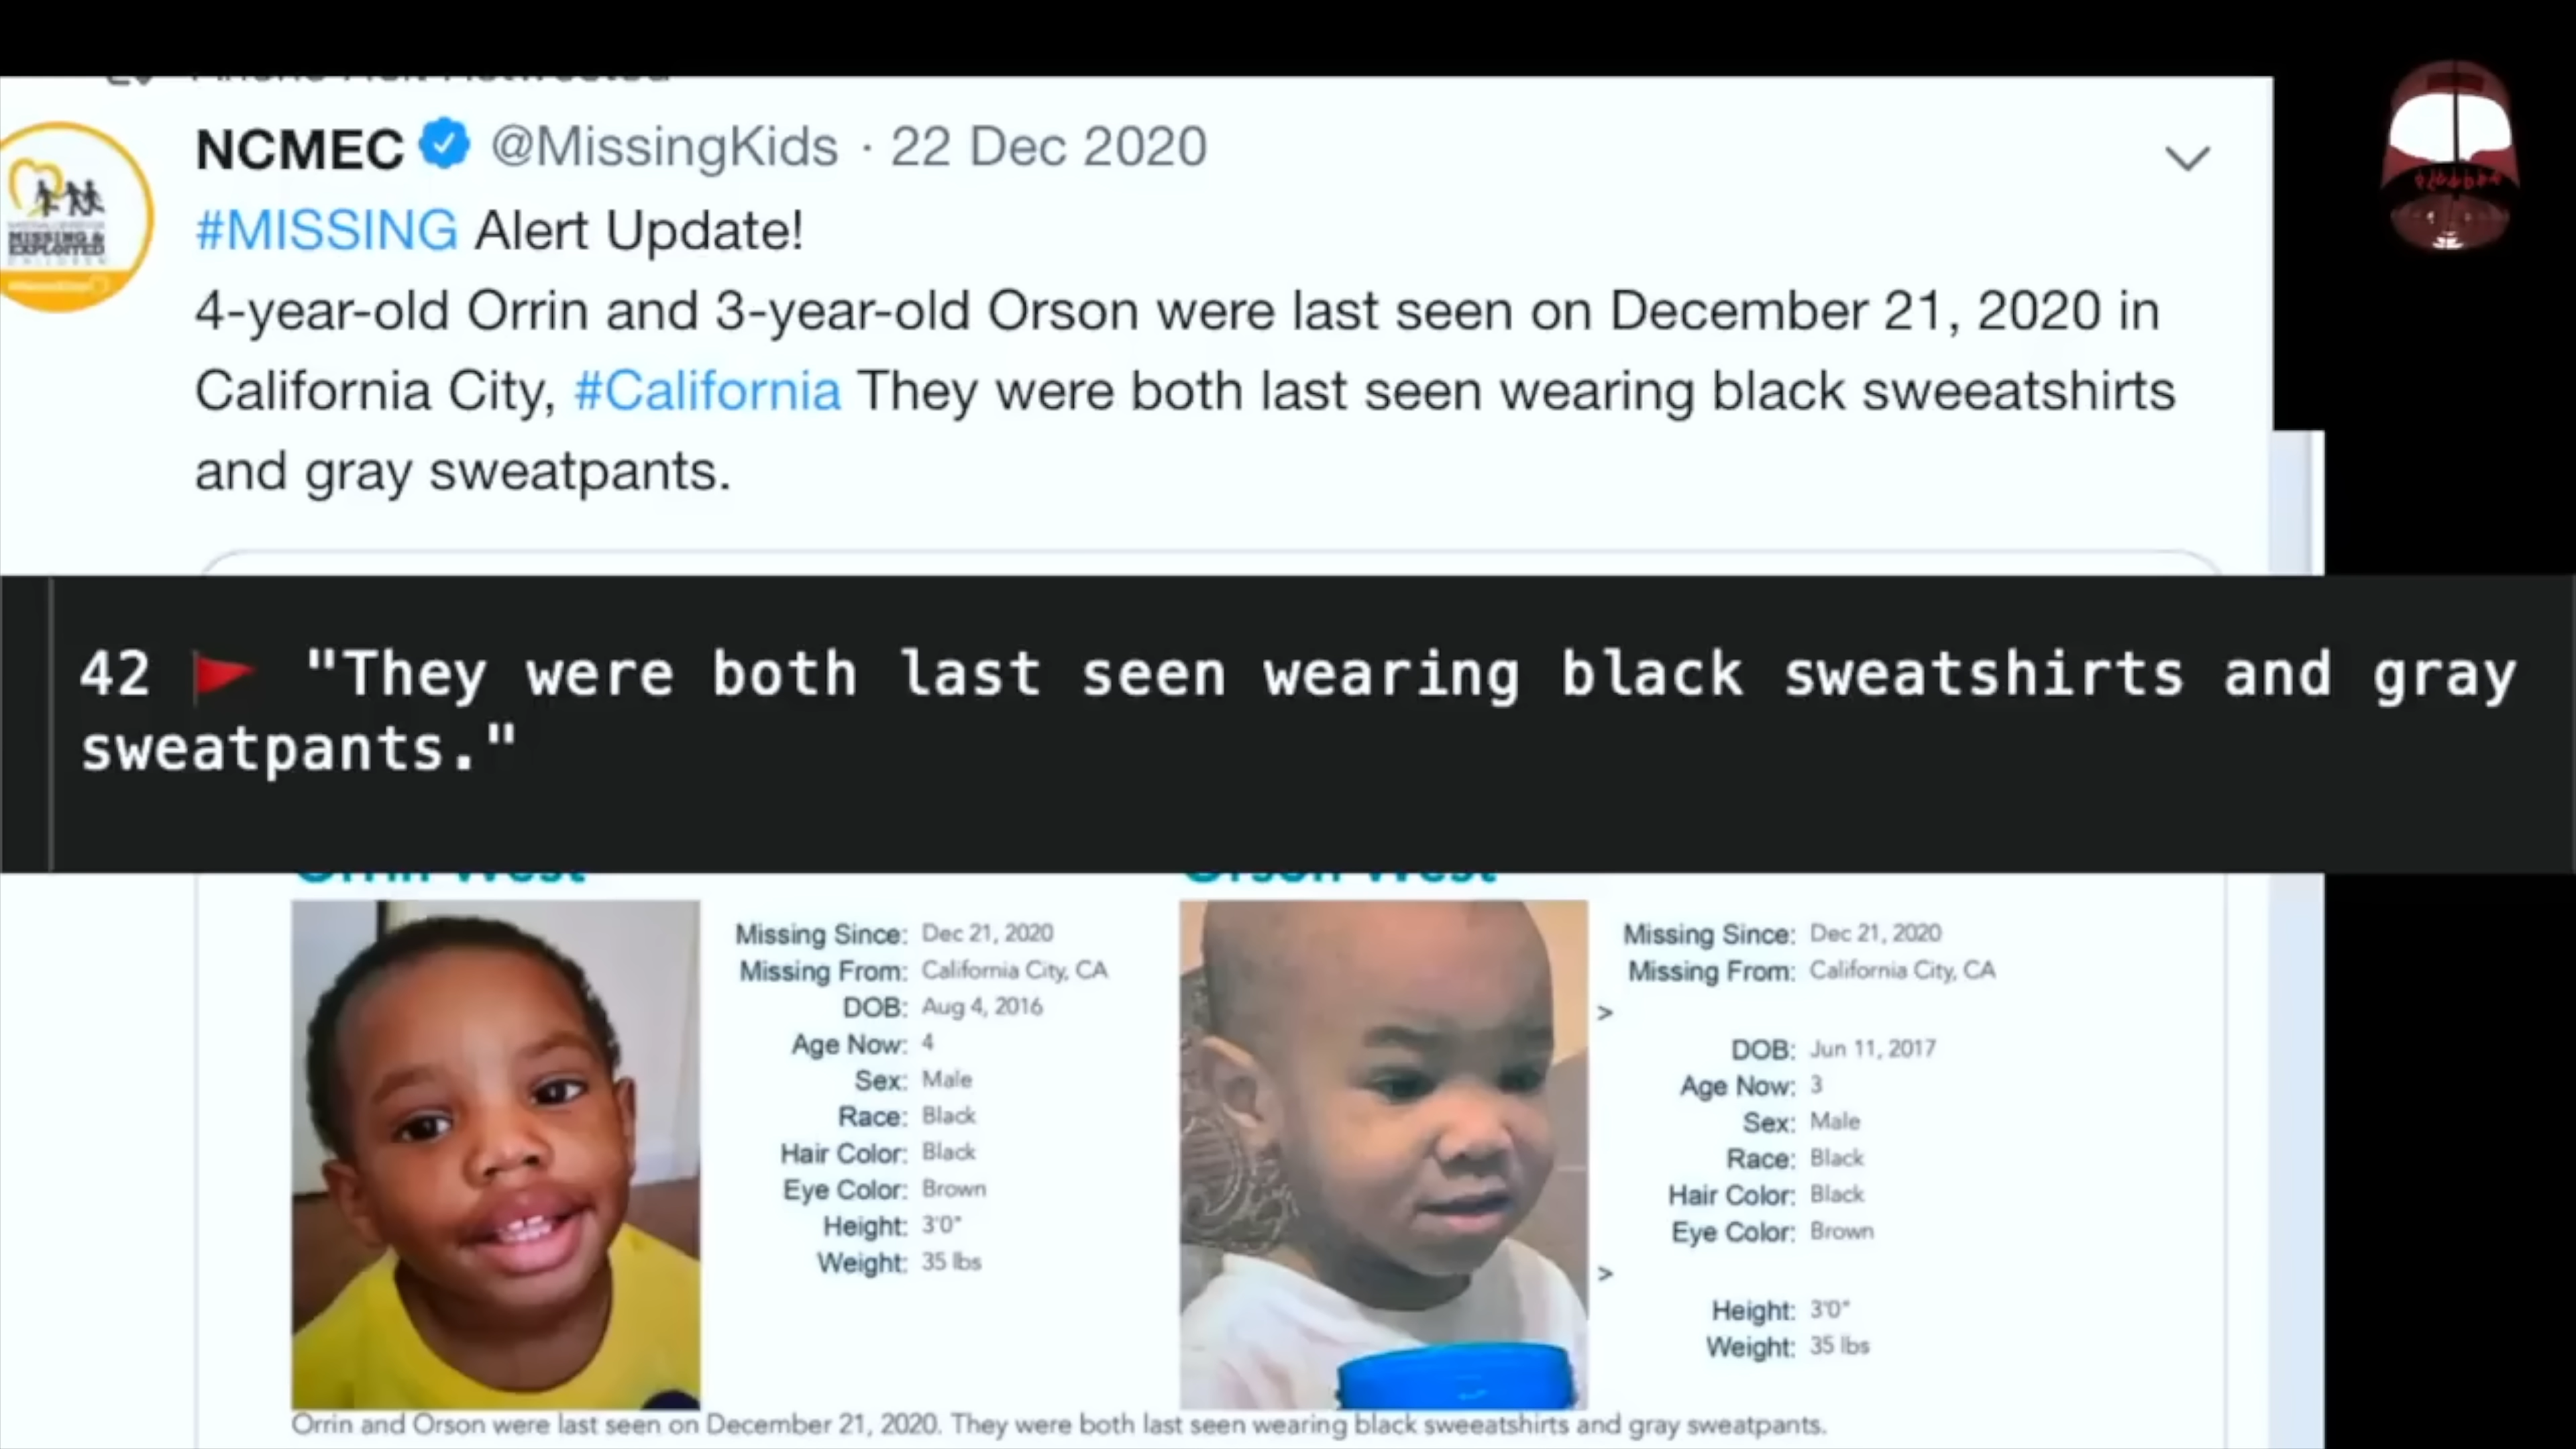 NCMEC @MissingKids · 22 Dec 2020
#MISSING Alert Update!
4-year-old Orrin and 3-year-old Orson were last seen on December 21, 2020 in
California City, #California They were both last seen wearing black sweeatshirts
and gray sweatpants.
MISSING &
EXPLOITED
CHILDREN
42 🚩 "They were both last seen wearing black sweatshirts and gray
sweatpants."
Orrin West
Missing Since: Dec 21, 2020
Missing From: California City, CA
DOB: Aug 4, 2016
Age Now: 4
Sex: Male
Race: Black
Hair Color: Black
Eye Color: Brown
Height: 3'0"
Weight: 35 lbs
Orson West
Missing Since: Dec 21, 2020
Missing From: California City, CA
>
DOB: Jun 11, 2017
Age Now: 3
Sex: Male
Race: Black
Hair Color: Black
Eye Color: Brown
>
Height: 3'0"
Weight: 35 lbs
Orrin and Orson were last seen on December 21, 2020. They were both last seen wearing black sweeatshirts and gray sweatpants.